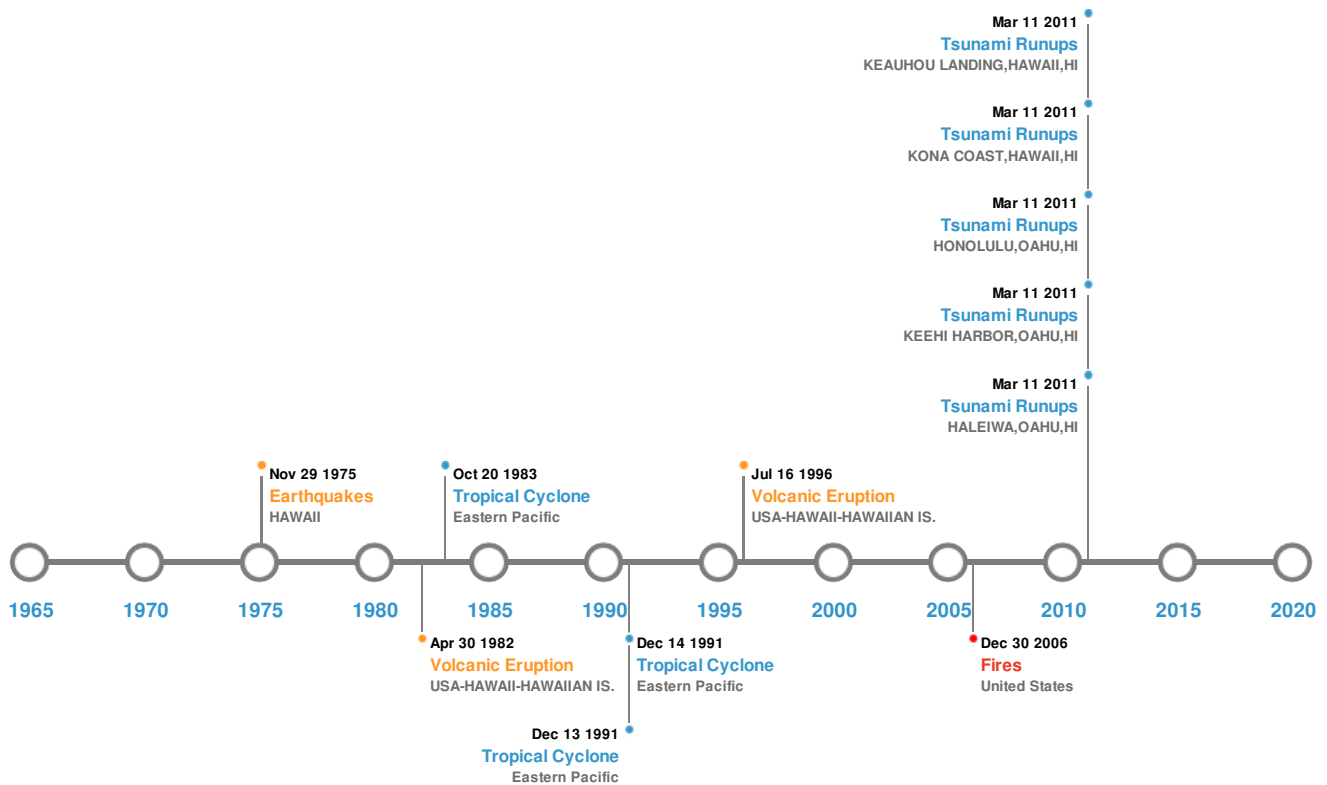 Mar 11 2011
Tsunami Runups
KEAUHOU LANDING,HAWAII,HI
Mar 11 2011
Tsunami Runups
KONA COAST,HAWAII,HI
Mar 11 2011
Tsunami Runups
HONOLULU,OAHU,HI
Mar 11 2011
Tsunami Runups
KEEHI HARBOR,OAHU,HI
Mar 11 2011
Tsunami Runups
HALEIWA,OAHU,HI
Nov 29 1975
Earthquakes
HAWAII
Oct 20 1983
Tropical Cyclone
Eastern Pacific
Jul 16 1996
Volcanic Eruption
USA-HAWAII-HAWAIIAN IS.
1965 1970 1975 1980 1985 1990 1995 2000 2005 2010 2015 2020
Apr 30 1982
Volcanic Eruption
USA-HAWAII-HAWAIIAN IS.
Dec 14 1991
Tropical Cyclone
Eastern Pacific
Dec 30 2006
Fires
United States
Dec 13 1991
Tropical Cyclone
Eastern Pacific